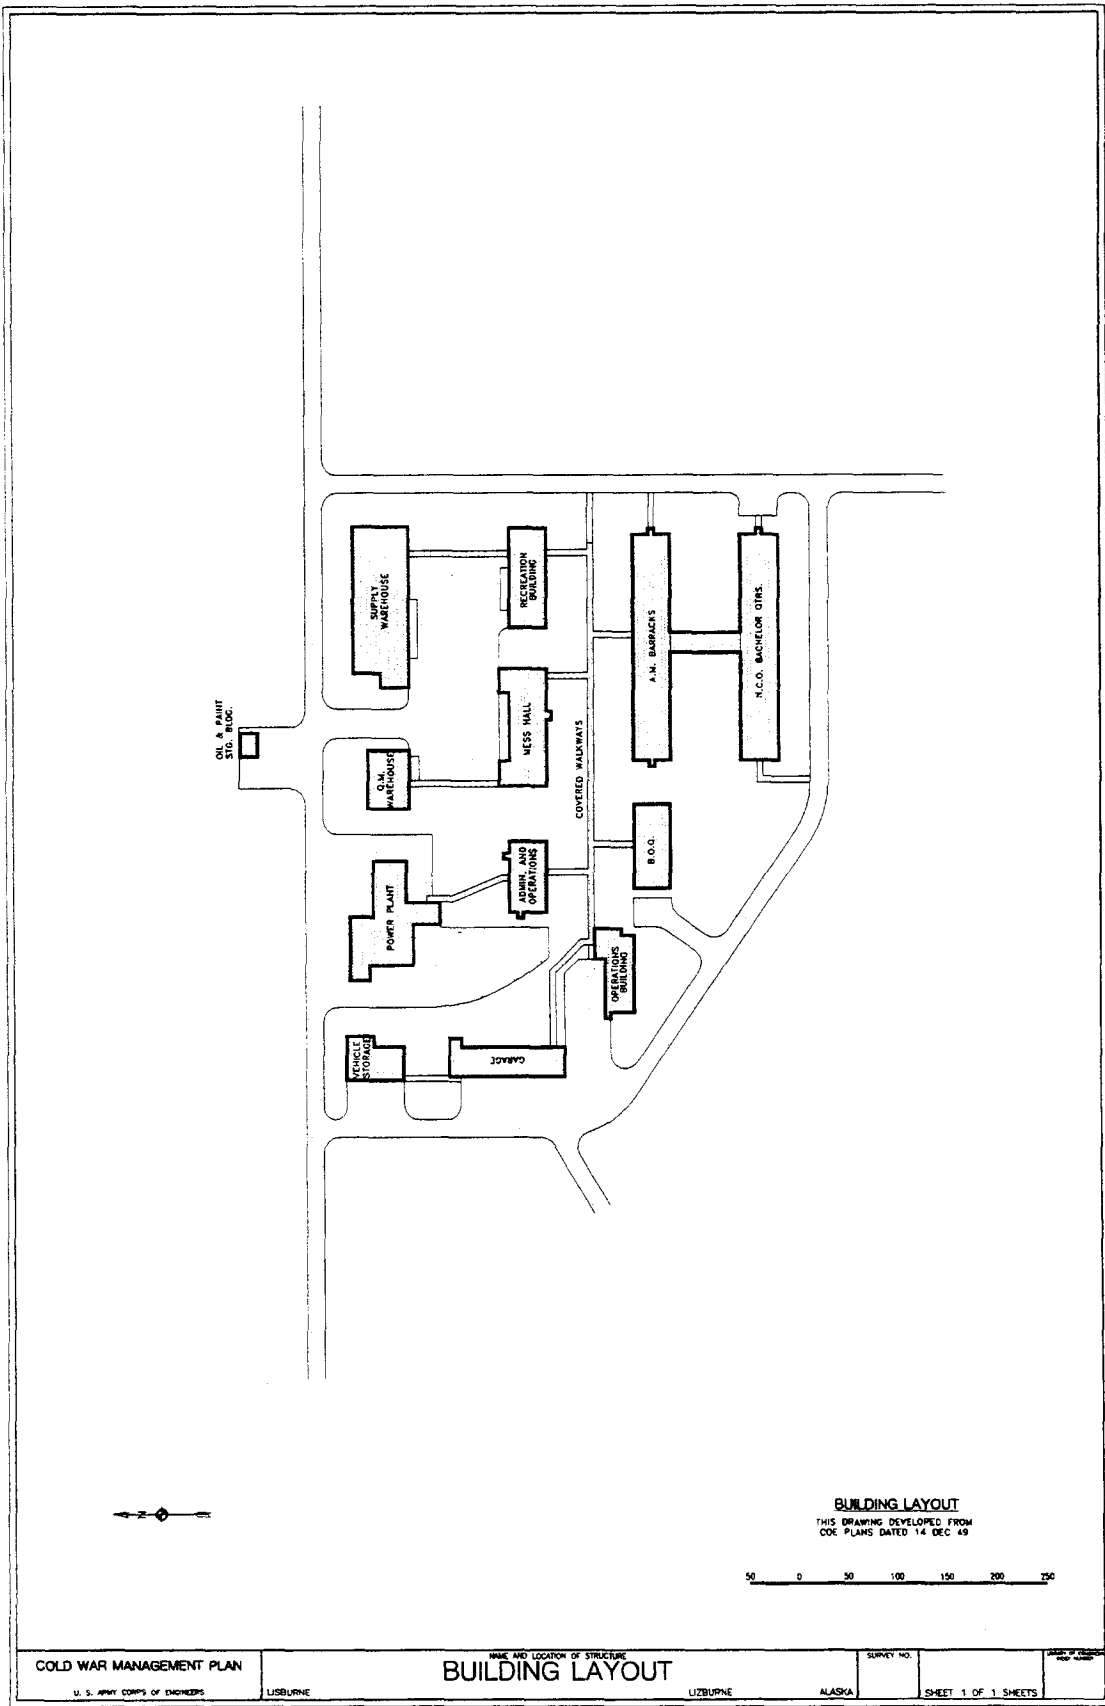 OIL & PAINT
STG. BLDG.
SUPPLY
WAREHOUSE
RECREATION
BUILDING
A.M. BARRACKS
N.C.O. BACHELOR QTRS.
MESS HALL
Q.M.
WAREHOUSE
COVERED WALKWAYS
ADMIN. AND
OPERATIONS
B.O.Q.
POWER PLANT
OPERATIONS
BUILDING
VEHICLE
STORAGE
GARAGE
N
BUILDING LAYOUT
THIS DRAWING DEVELOPED FROM
COE PLANS DATED 14 DEC 49
50 0 50 100 150 200 250
COLD WAR MANAGEMENT PLAN
U. S. ARMY CORPS OF ENGINEERS
NAME AND LOCATION OF STRUCTURE
BUILDING LAYOUT
LISBURNE
LIZBURNE
ALASKA
SURVEY NO.
SHEET 1 OF 1 SHEETS